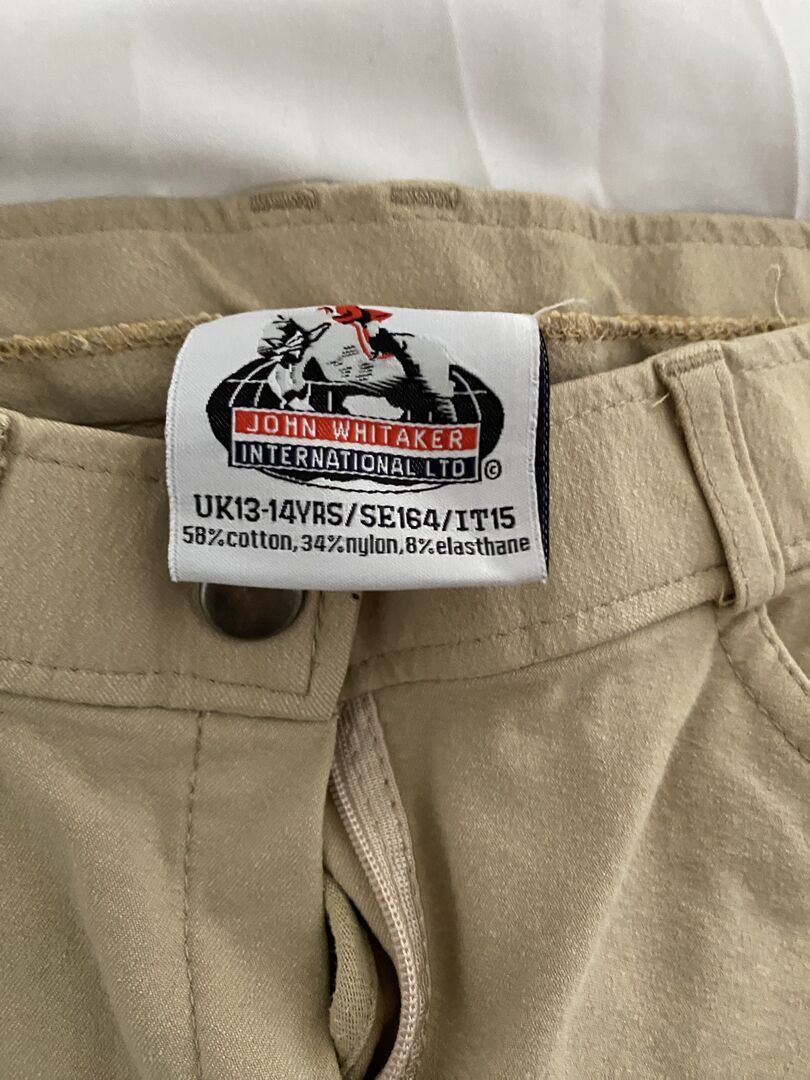 JOHN WHITAKER
INTERNATIONAL LTD ©
UK13-14YRS/SE164/IT15
58%cotton,34%nylon,8%elasthane